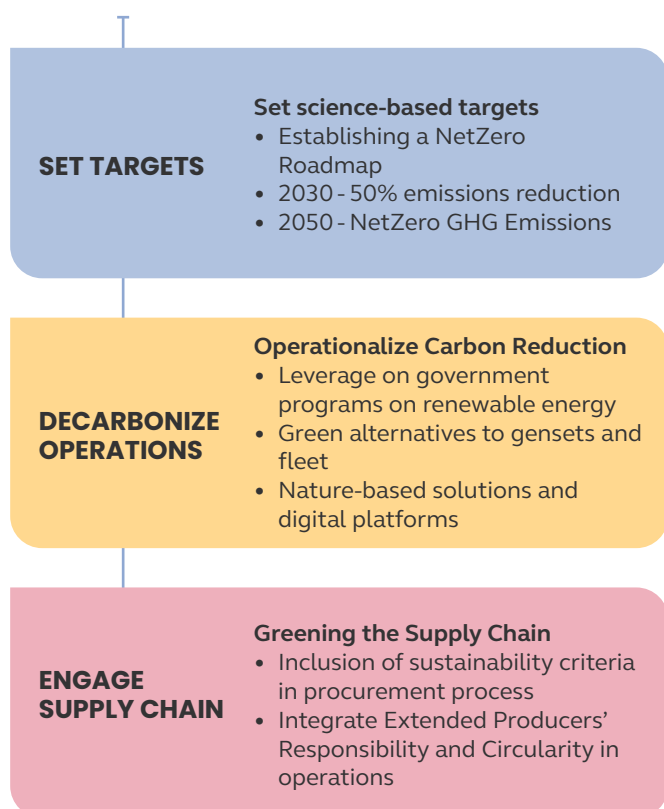 SET TARGETS
Set science-based targets
• Establishing a NetZero
Roadmap
• 2030 - 50% emissions reduction
• 2050 - NetZero GHG Emissions
DECARBONIZE
OPERATIONS
Operationalize Carbon Reduction
• Leverage on government
programs on renewable energy
• Green alternatives to gensets and
fleet
• Nature-based solutions and
digital platforms
ENGAGE
SUPPLY CHAIN
Greening the Supply Chain
• Inclusion of sustainability criteria
in procurement process
• Integrate Extended Producers’
Responsibility and Circularity in
operations